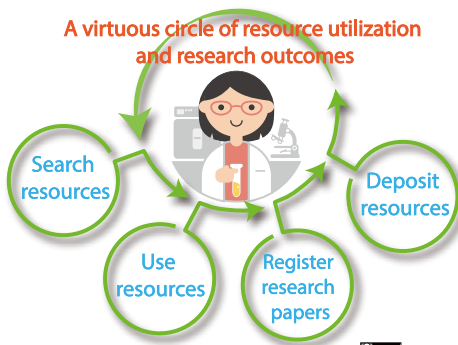 A virtuous circle of resource utilization
and research outcomes
Search
resources
Use
resources
Register
research
papers
Deposit
resources